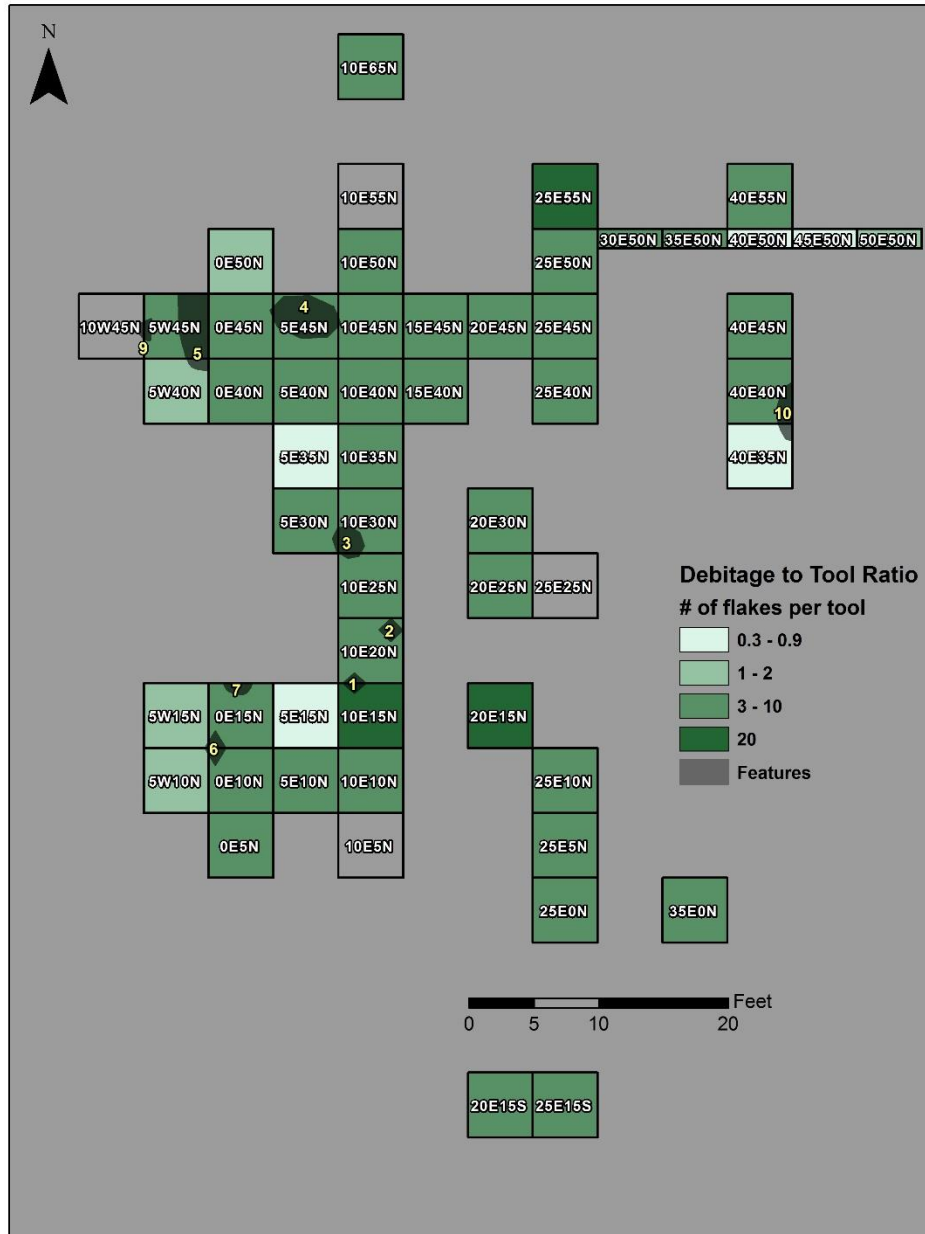 N
10E65N
10E55N 25E55N 40E55N
30E50N 35E50N 40E50N 45E50N 50E50N
0E50N 10E50N 25E50N
4
10W45N 5W45N 0E45N 5E45N 10E45N 15E45N 20E45N 25E45N 40E45N
9 5
5W40N 0E40N 5E40N 10E40N 15E40N 25E40N 40E40N
10
5E35N 10E35N 40E35N
5E30N 10E30N 20E30N
3
10E25N 20E25N 25E25N
Debitage to Tool Ratio
# of flakes per tool
0.3 - 0.9
1 - 2
3 - 10
20
Features
2
10E20N
7 1
5W15N 0E15N 5E15N 10E15N 20E15N
6
5W10N 0E10N 5E10N 10E10N 25E10N
0E5N 10E5N 25E5N
25E0N 35E0N
Feet
0 5 10 20
20E15S 25E15S